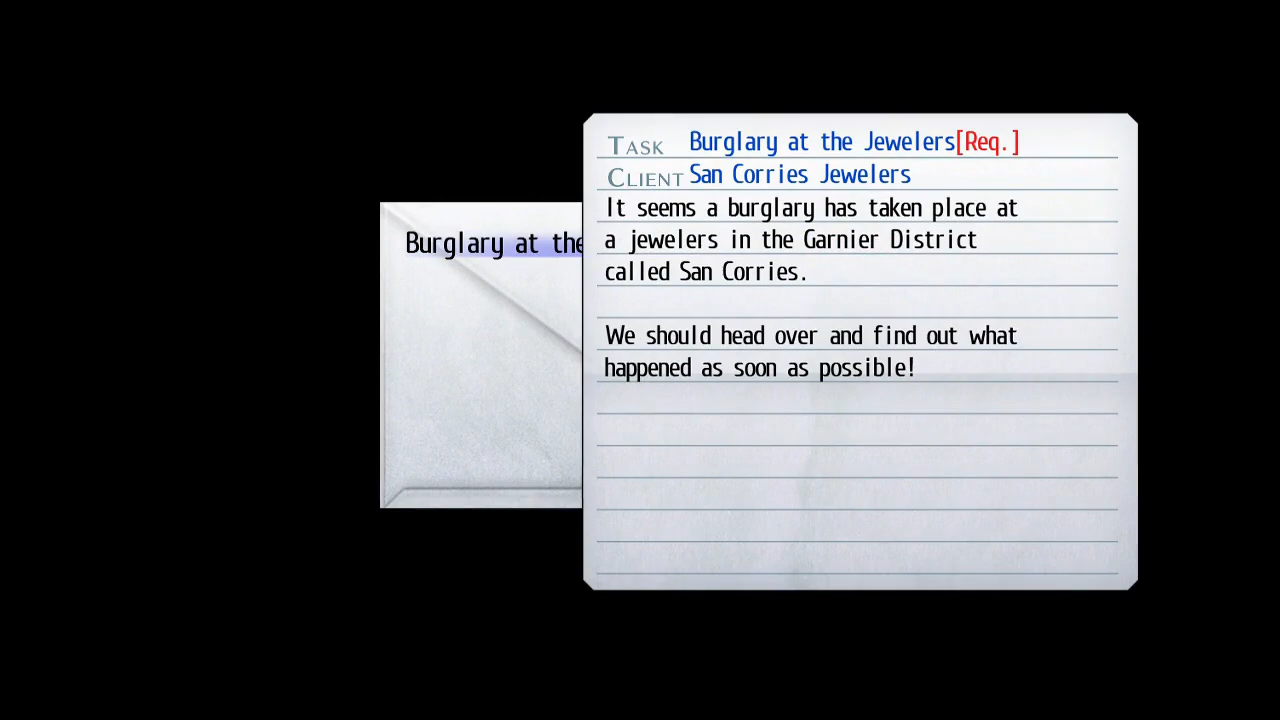 Burglary at the
TASK Burglary at the Jewelers[Req.]
CLIENT San Corries Jewelers
It seems a burglary has taken place at
a jewelers in the Garnier District
called San Corries.
We should head over and find out what
happened as soon as possible!